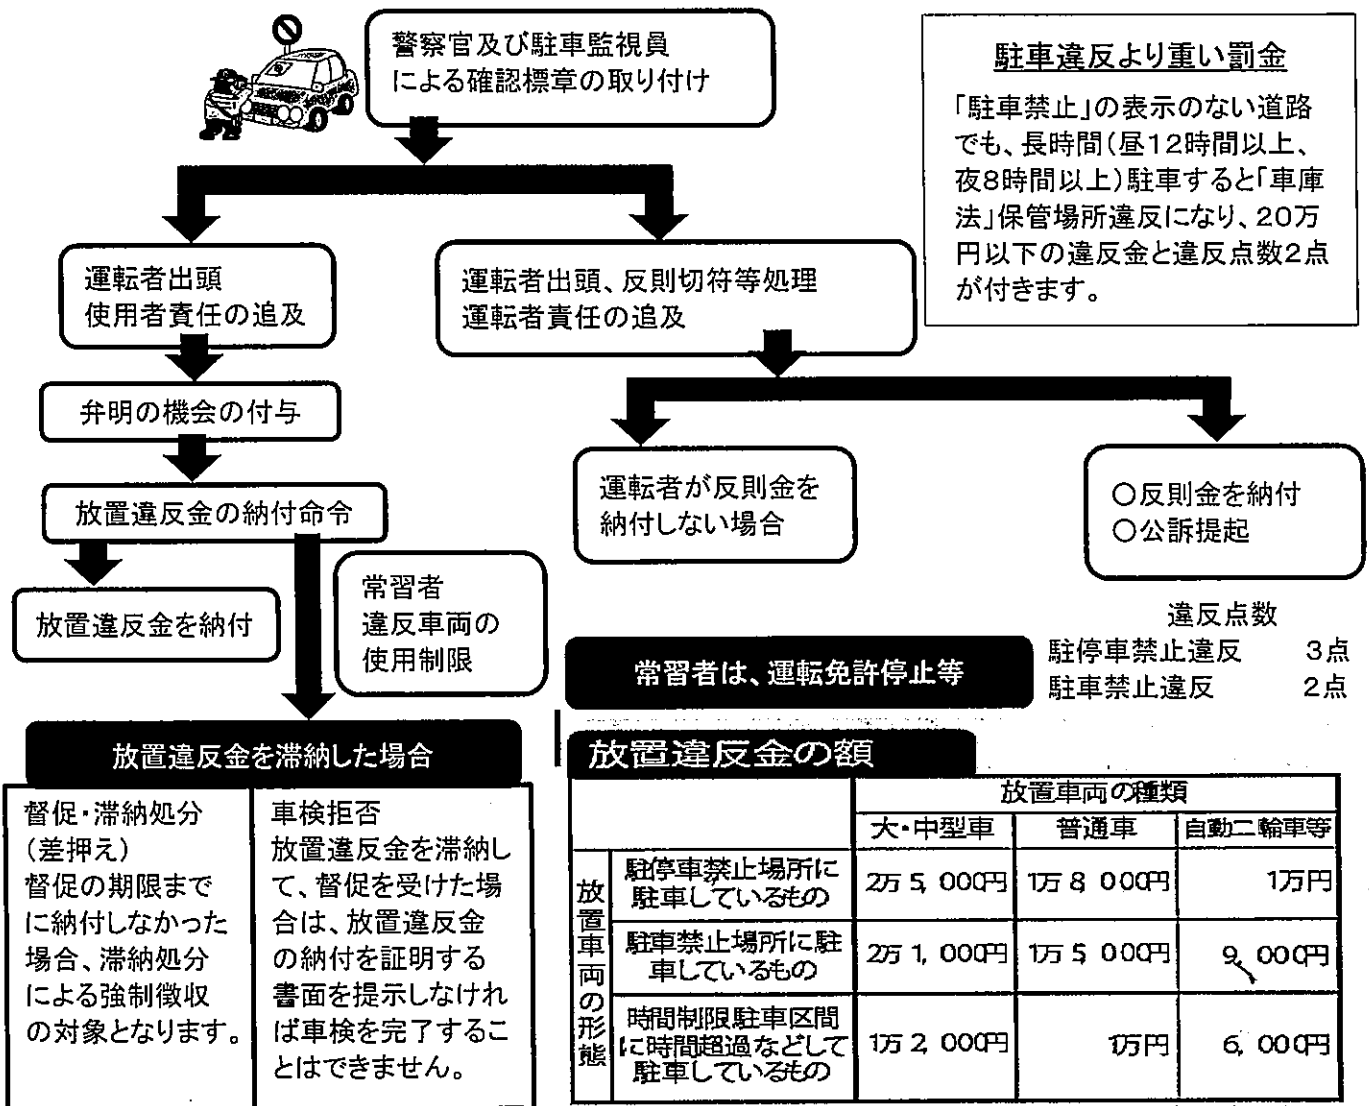 警察官及び駐車監視員
による確認標章の取り付け
駐車違反より重い罰金
「駐車禁止」の表示のない道路
でも、長時間(昼12時間以上、
夜8時間以上)駐車すると「車庫
法」保管場所違反になり、20万
円以下の違反金と違反点数2点
が付きます。
運転者出頭
使用者責任の追及
運転者出頭、反則切符等処理
運転者責任の追及
弁明の機会の付与
放置違反金の納付命令
放置違反金を納付
常習者
違反車両の
使用制限
運転者が反則金を
納付しない場合
○反則金を納付
○公訴提起
違反点数
駐停車禁止違反 3点
駐車禁止違反 2点
常習者は、運転免許停止等
放置違反金を滞納した場合
督促・滞納処分
(差押え)
督促の期限まで
に納付しなかった
場合、滞納処分
による強制徴収
の対象となります。
車検拒否
放置違反金を滞納し
て、督促を受けた場
合は、放置違反金
の納付を証明する
書面を提示しなけれ
ば車検を完了するこ
とはできません。
放置違反金の額
放置車両の種類
大・中型車 普通車 自動二輪車等
放置車両の形態
駐停車禁止場所に
駐車しているもの
2万5,000円 1万8,000円 1万円
駐車禁止場所に駐
車しているもの
2万1,000円 1万5,000円 9,000円
時間制限駐車区間
に時間超過などして
駐車しているもの
1万2,000円 1万円 6,000円